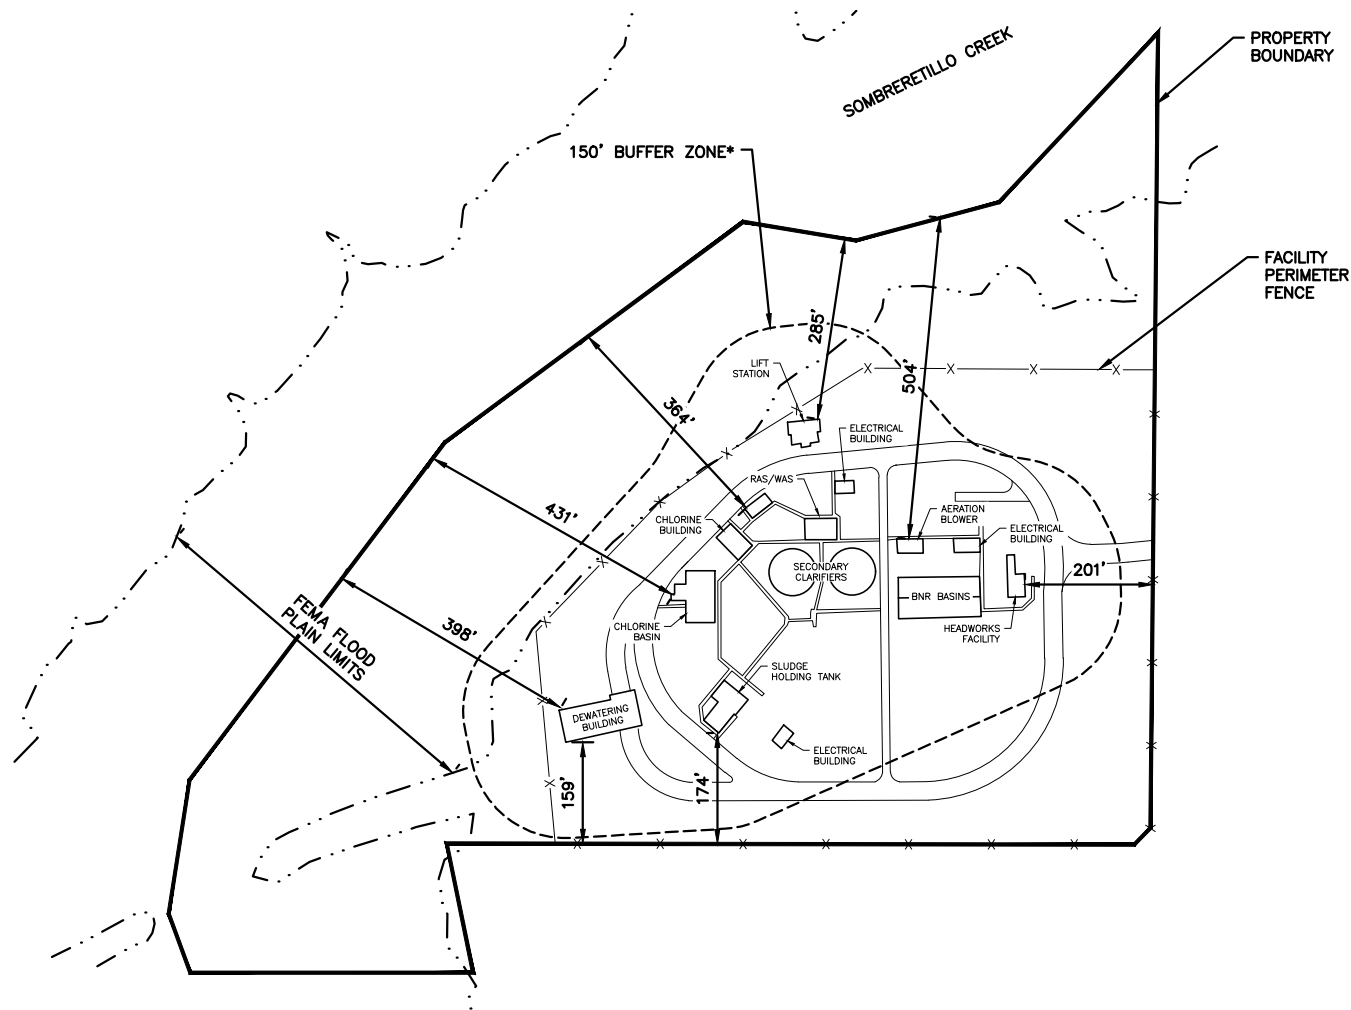 PROPERTY
BOUNDARY
SOMBRERETILLO CREEK
150' BUFFER ZONE*
FACILITY
PERIMETER
FENCE
285'
504'
LIFT
STATION
364'
ELECTRICAL
BUILDING
RAS/WAS
431'
CHLORINE
BUILDING
AERATION
BLOWER
ELECTRICAL
BUILDING
SECONDARY
CLARIFIERS
201'
BNR BASINS
FEMA FLOOD
PLAIN LIMITS
398'
CHLORINE
BASIN
HEADWORKS
FACILITY
SLUDGE
HOLDING TANK
DEWATERING
BUILDING
ELECTRICAL
BUILDING
159'
174'